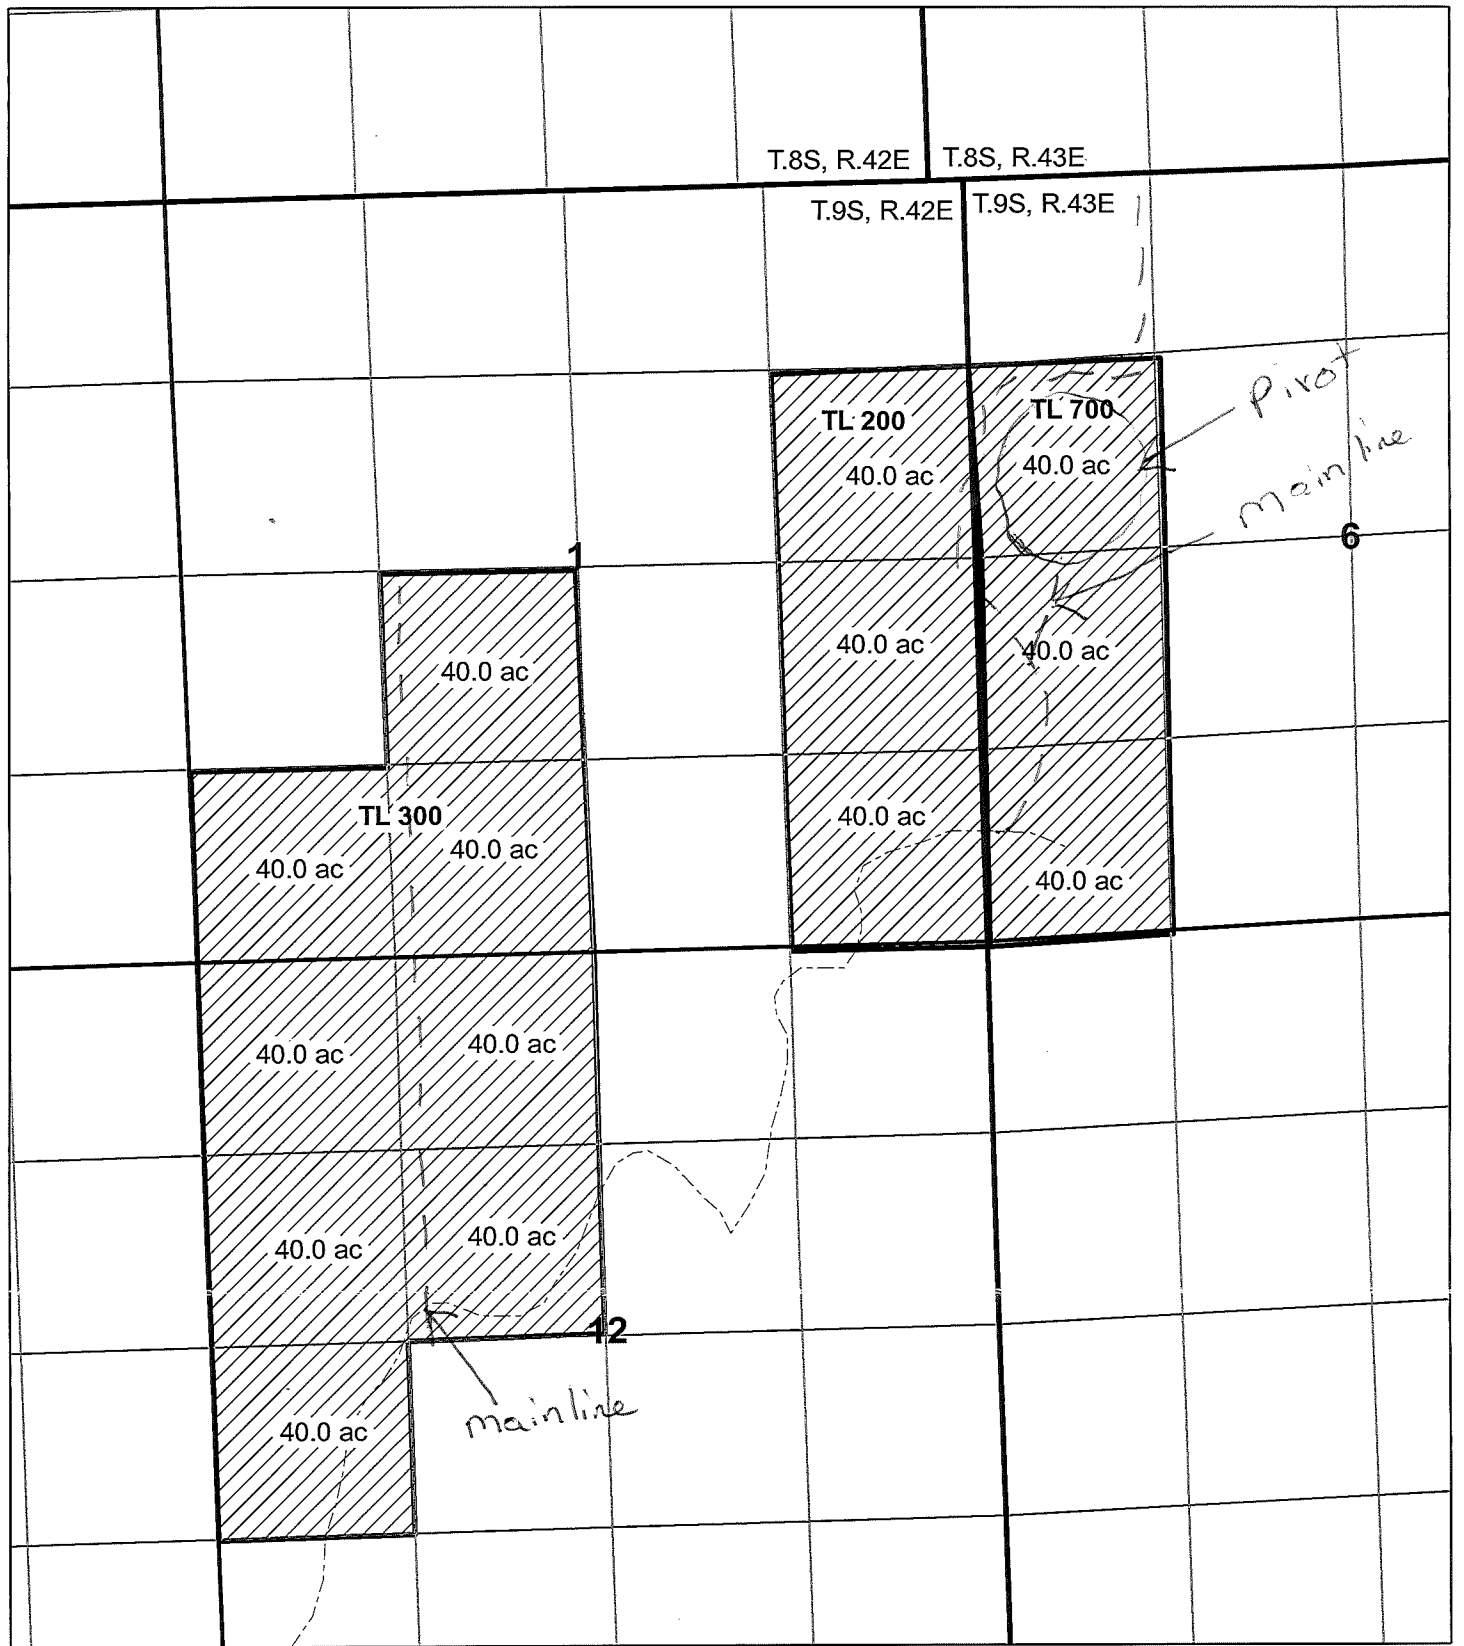 T.8S, R.42E T.8S, R.43E
T.9S, R.42E T.9S, R.43E
Pivot
TL 200 TL 700
40.0 ac 40.0 ac
mainline
6
1
40.0 ac 40.0 ac 40.0 ac
TL 300 40.0 ac
40.0 ac 40.0 ac 40.0 ac
40.0 ac 40.0 ac
40.0 ac 40.0 ac
12
mainline
40.0 ac